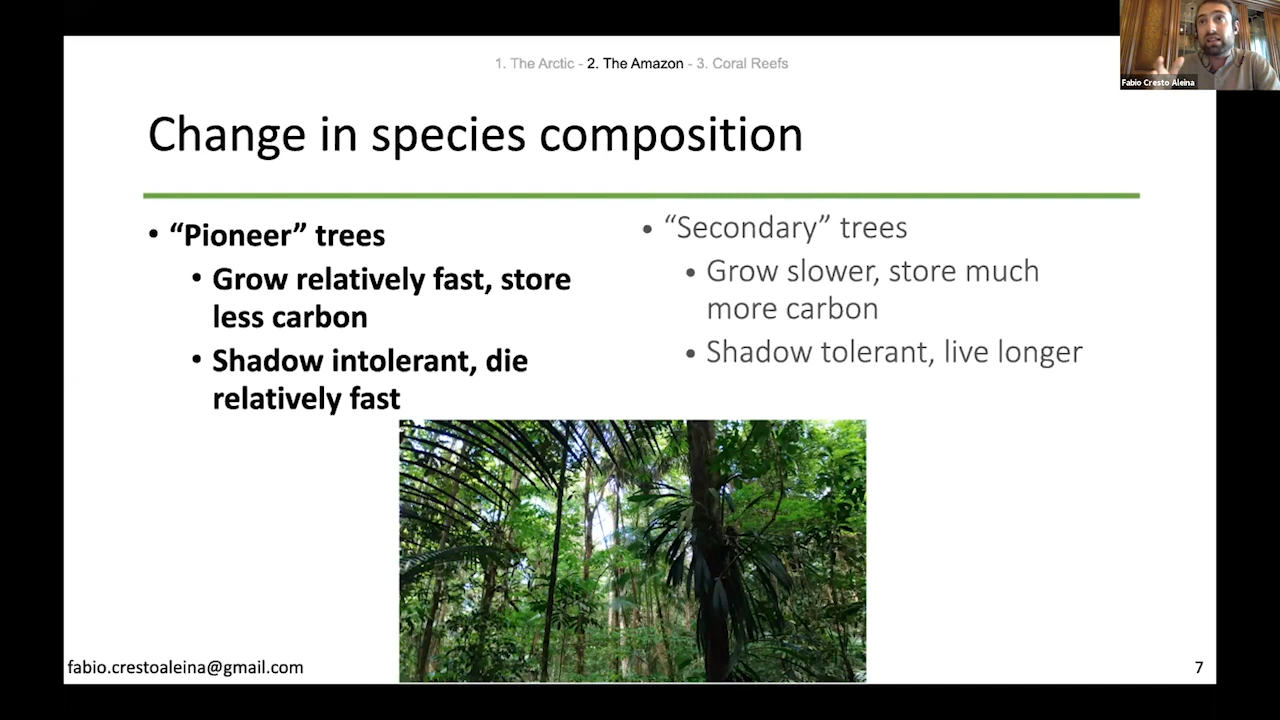 1. The Arctic - 2. The Amazon - 3. Coral Reefs
Fabio Cresto Aleina
Change in species composition
• “Pioneer” trees
• Grow relatively fast, store
less carbon
• Shadow intolerant, die
relatively fast
• “Secondary” trees
• Grow slower, store much
more carbon
• Shadow tolerant, live longer
fabio.crestoaleina@gmail.com
7